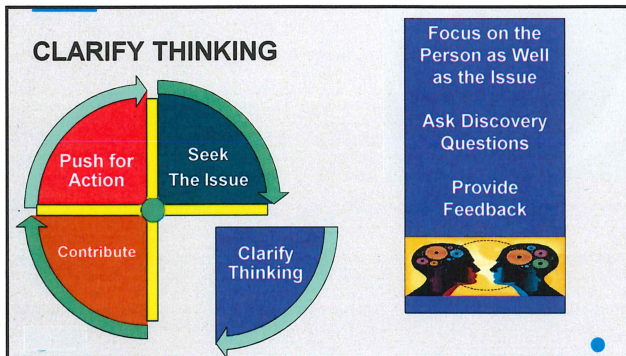 CLARIFY THINKING
Push for
Action
Seek
The Issue
Contribute
Clarify
Thinking
Focus on the
Person as Well
as the Issue
Ask Discovery
Questions
Provide
Feedback